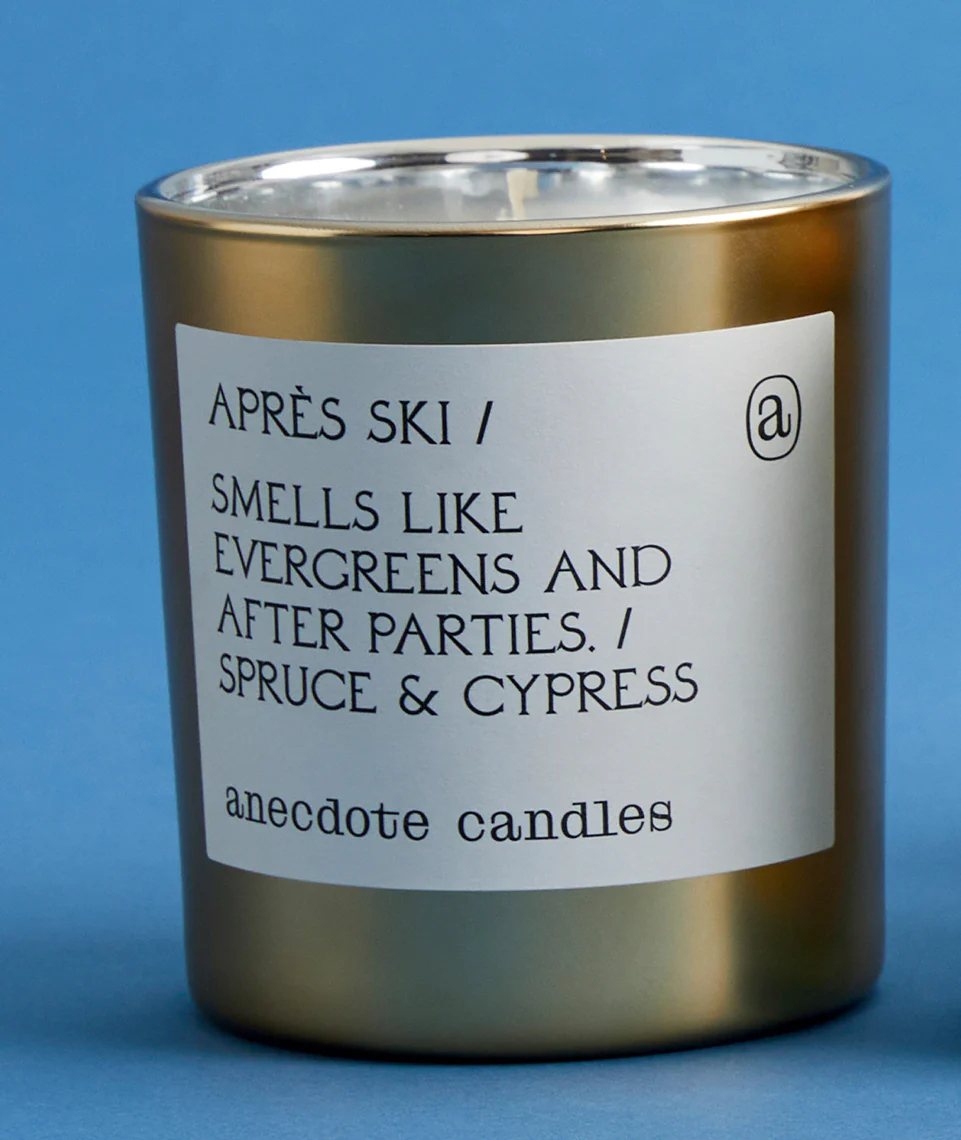 APRÈS SKI /
a
SMELLS LIKE
EVERGREENS AND
AFTER PARTIES. /
SPRUCE & CYPRESS
anecdote candles